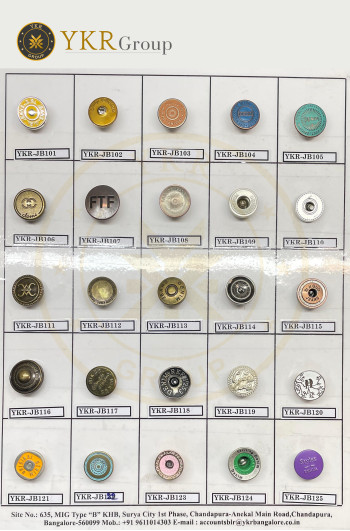 YKR
GROUP
YKR Group
YKR-JB101
YKR-JB102
YKR-JB103
YKR-JB104
YKR-JB105
YKR-JB106
FTF
YKR-JB107
YKR-JB108
YKR-JB109
YKR-JB110
YKR-JB111
YKR-JB112
YKR-JB113
YKR-JB114
YKR-JB115
YKR-JB116
YKR-JB117
YKR-JB118
YKR-JB119
YKR-JB120
YKR-JB121
YKR-JB123
YKR-JB124
YKR-JB125
Site No.: 635, MIG Type "B" KHB, Surya City 1st Phase, Chandapura-Anekal Main Road,Chandapura,
Bangalore-560099 Mob.: +91 9611014303 E-mail : accountsblr@ykrbangalore.in